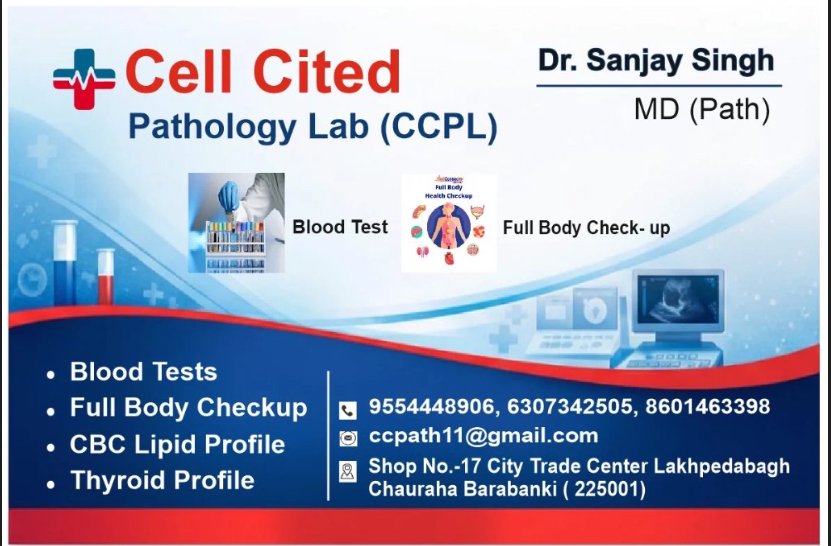 Cell Cited
Pathology Lab (CCPL)
Dr. Sanjay Singh
MD (Path)
Blood Test
Full Body
Health Checkup
Full Body Check- up
• Blood Tests
• Full Body Checkup
• CBC Lipid Profile
• Thyroid Profile
9554448906, 6307342505, 8601463398
ccpath11@gmail.com
Shop No.-17 City Trade Center Lakhpedabagh
Chauraha Barabanki ( 225001)